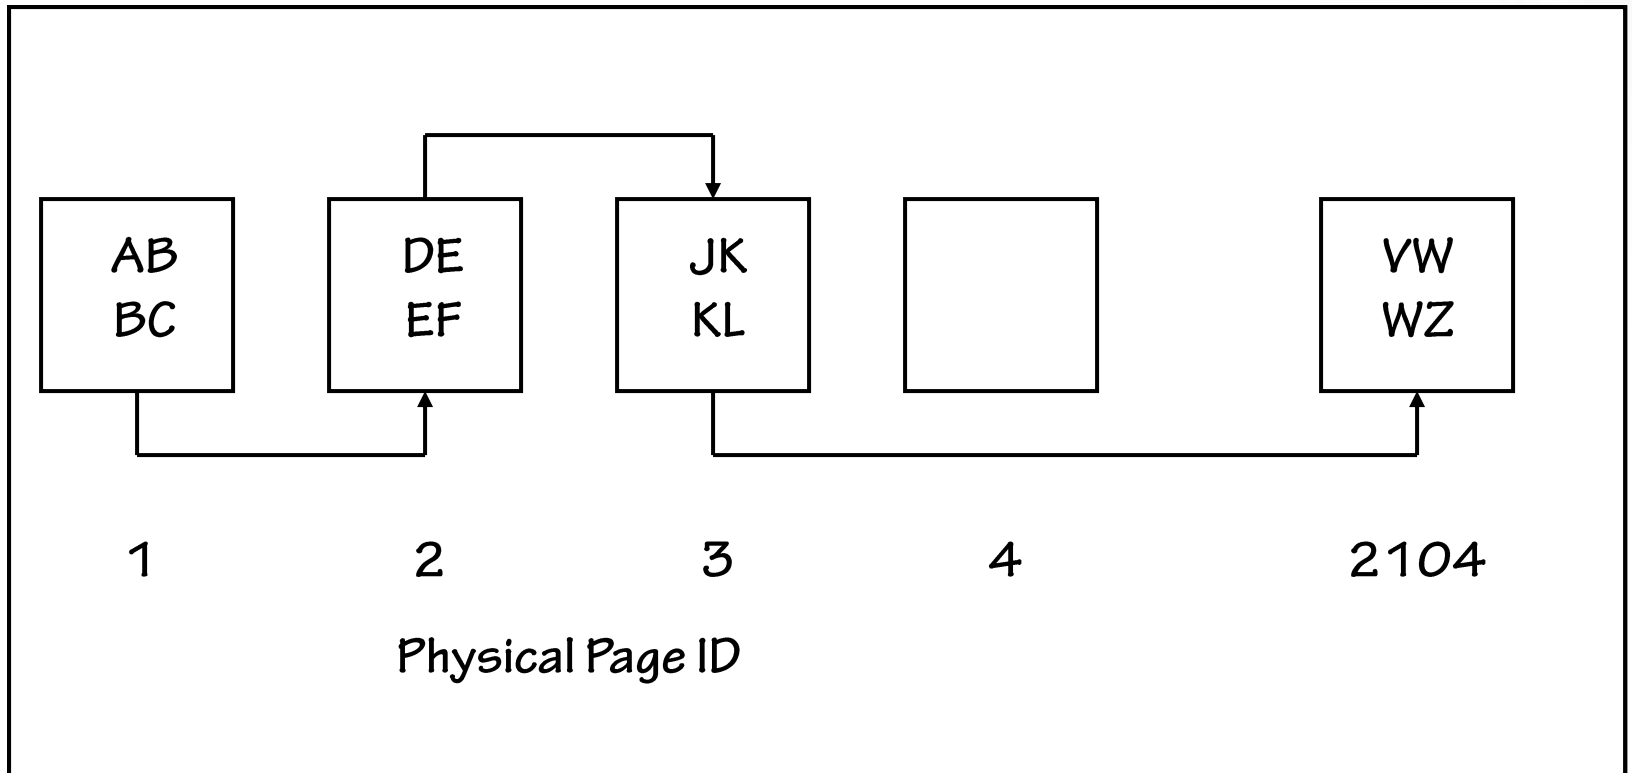 AB
BC
DE
EF
JK
KL
VW
WZ
1 2 3 4 2104
Physical Page ID